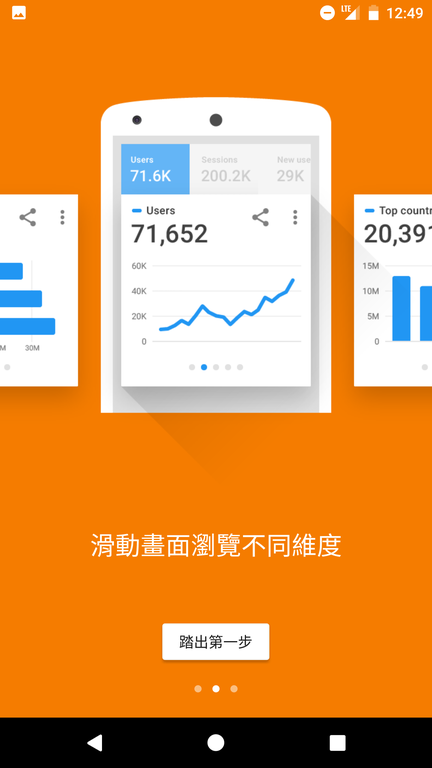 LTE 12:49
Users Sessions New use
71.6K 200.2K 29K
Users
71,652
60K
40K
20K
0
M 30M
Top countr
20,391
15M
10M
5M
0
滑動畫面瀏覽不同維度
踏出第一步